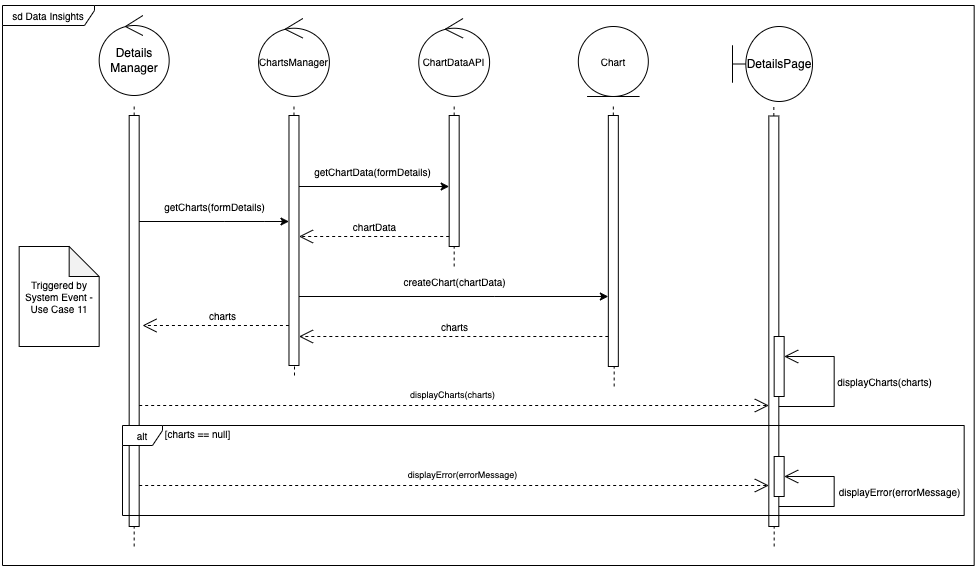 sd Data Insights
Details
Manager
ChartsManager
ChartDataAPI
Chart
DetailsPage
getChartData(formDetails)
getCharts(formDetails)
chartData
Triggered by
System Event -
Use Case 11
createChart(chartData)
charts
charts
displayCharts(charts)
displayCharts(charts)
alt
[charts == null]
displayError(errorMessage)
displayError(errorMessage)